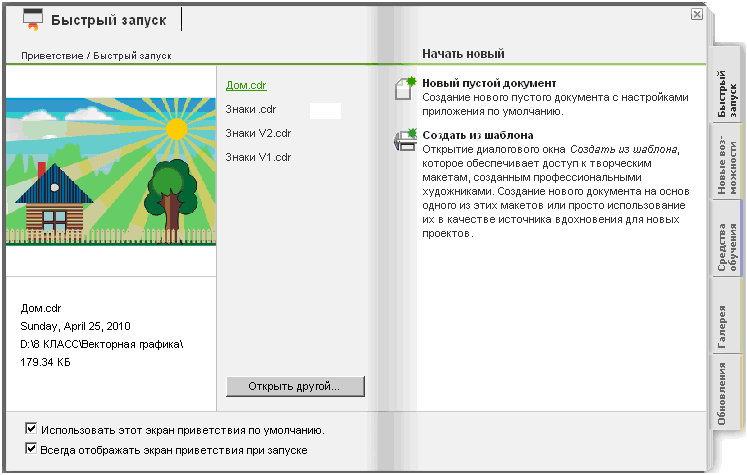 Быстрый запуск
Приветствие / Быстрый запуск
Дом.cdr
Знаки .cdr
Знаки V2.cdr
Знаки V1.cdr
Дом.cdr
Sunday, April 25, 2010
D:\8 КЛАСС\Векторная графика\
179.34 КБ
Открыть другой...
Начать новый
Новый пустой документ
Создание нового пустого документа с настройками
приложения по умолчанию.
Создать из шаблона
Открытие диалогового окна Создать из шаблона,
которое обеспечивает доступ к творческим
макетам, созданным профессиональными
художниками. Создание нового документа на основ
одного из этих макетов или просто использование
их в качестве источника вдохновения для новых
проектов.
Использовать этот экран приветствия по умолчанию.
Всегда отображать экран приветствия при запуске
Быстрый
запуск
Новые воз-
можности
Средства
обучения
Галерея
Обновления